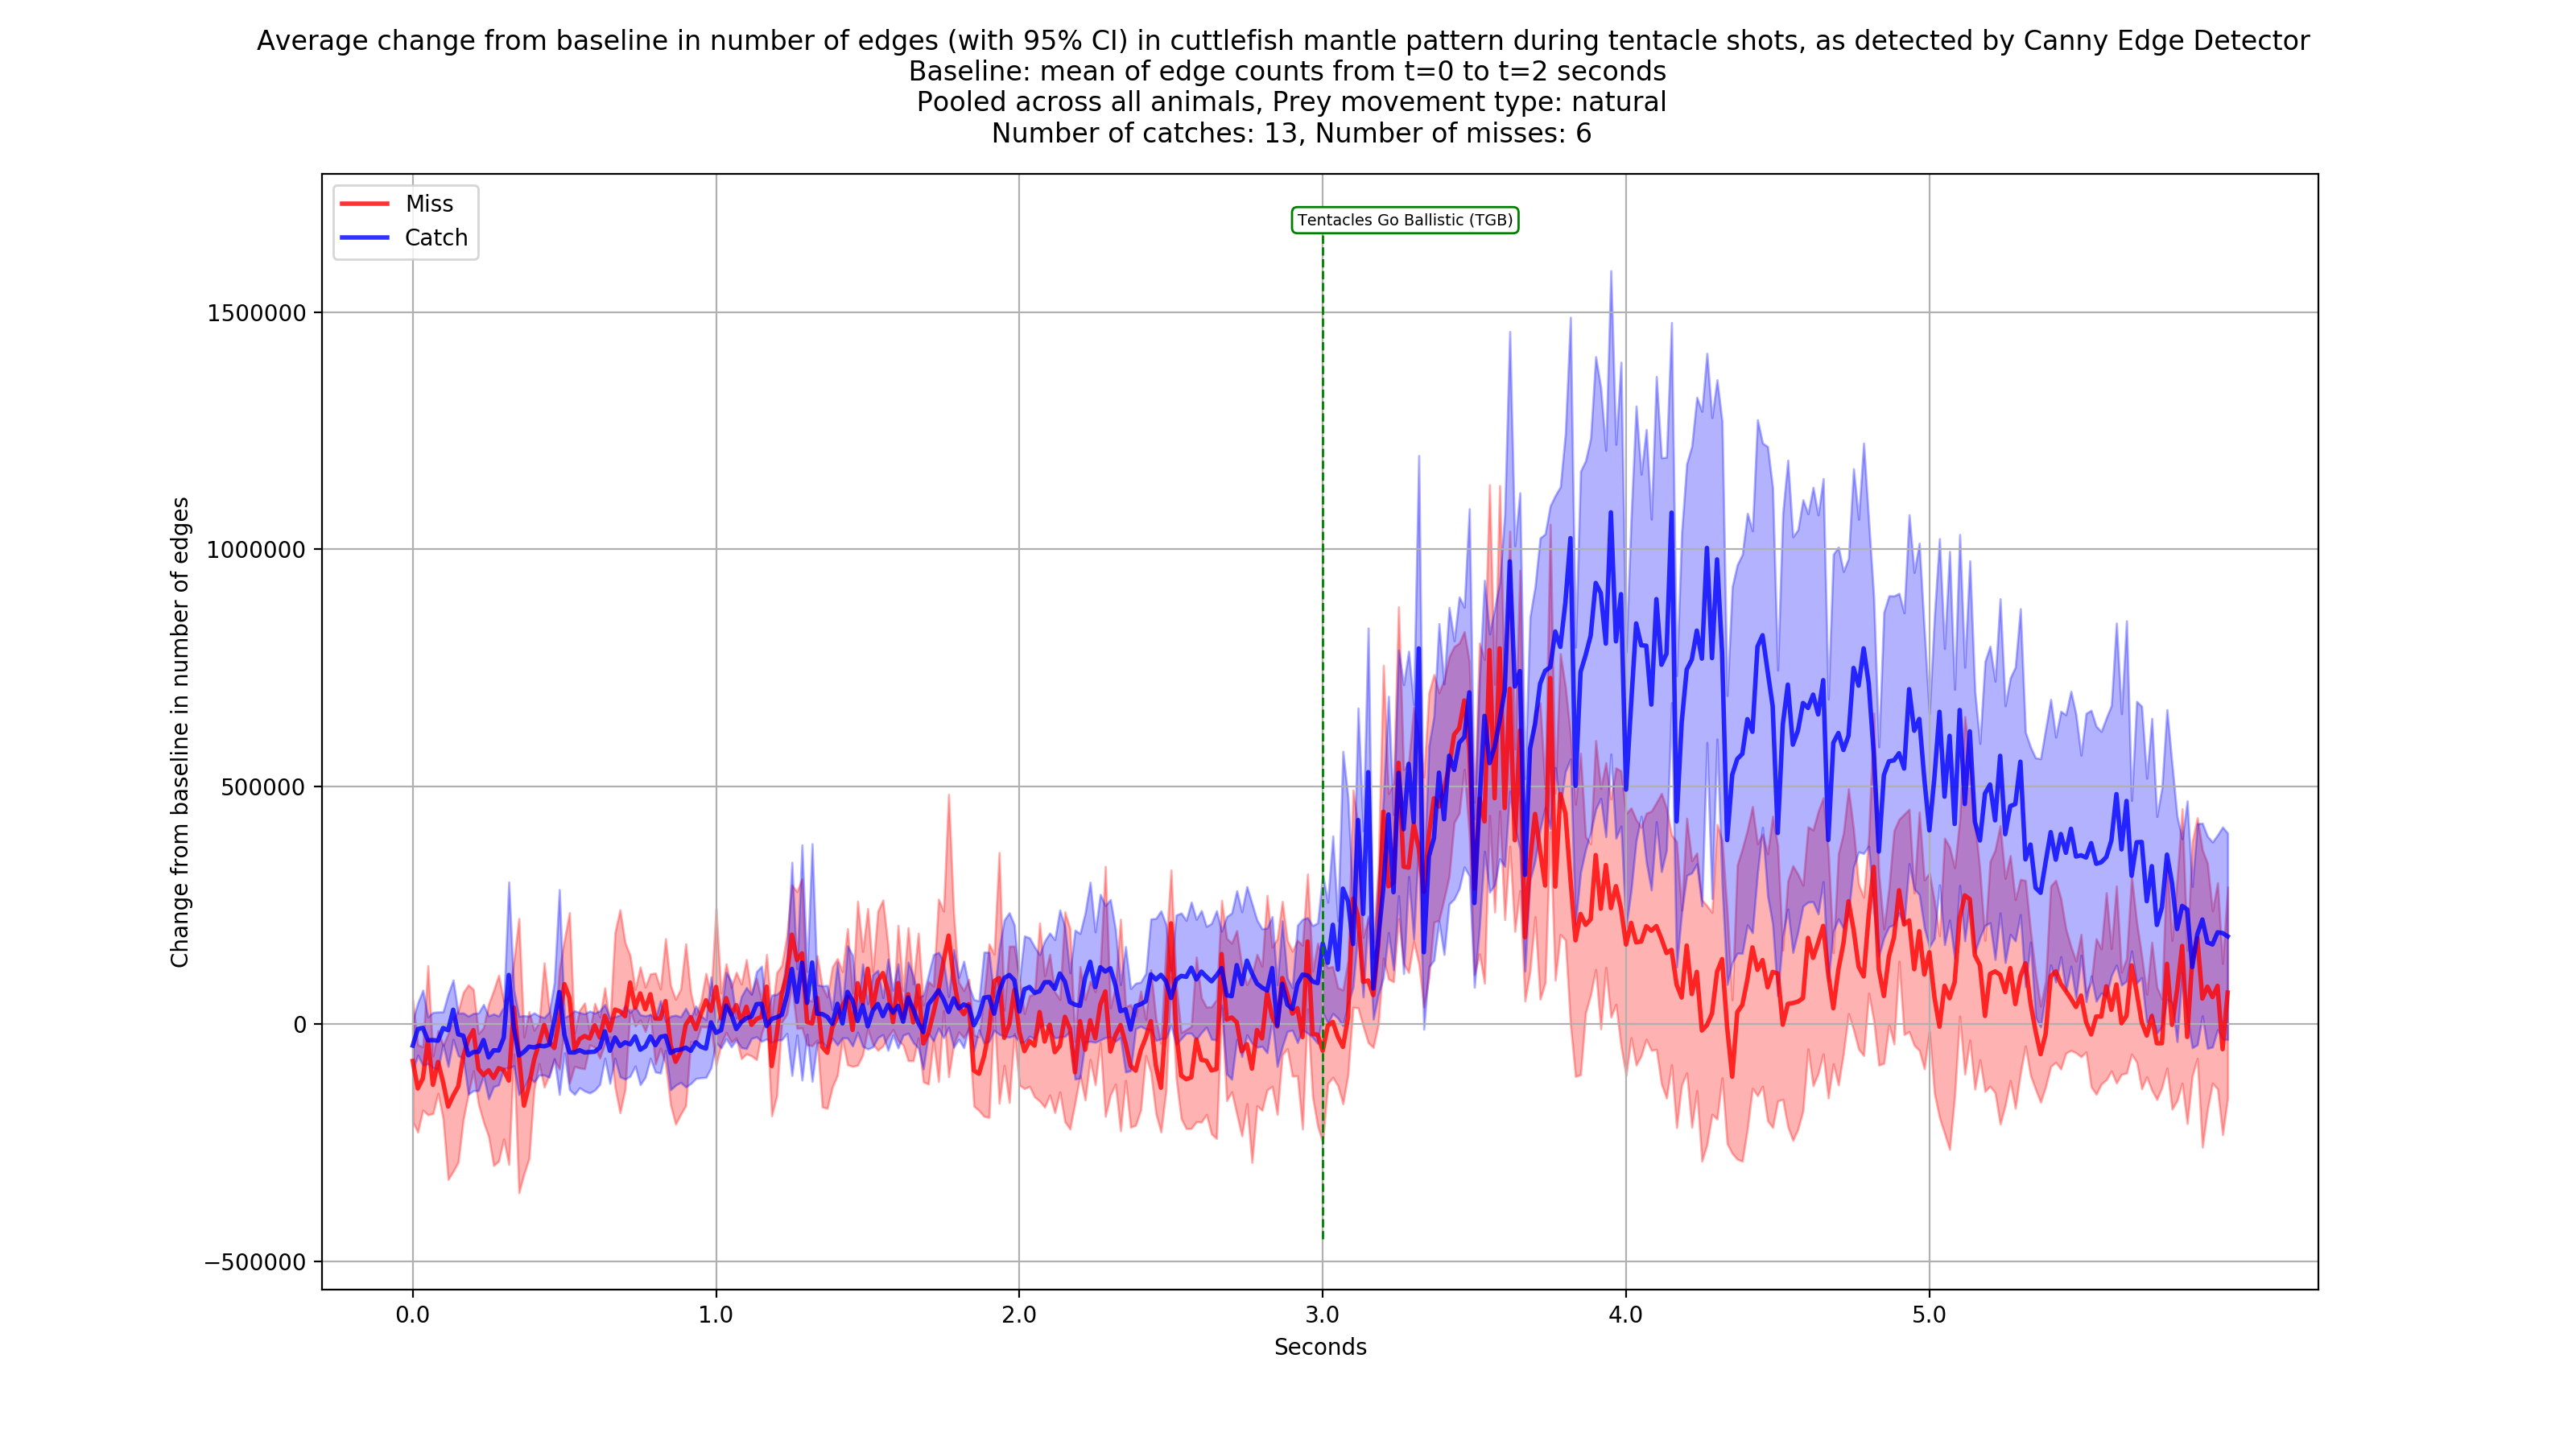 Average change from baseline in number of edges (with 95% CI) in cuttlefish mantle pattern during tentacle shots, as detected by Canny Edge Detector
Baseline: mean of edge counts from t=0 to t=2 seconds
Pooled across all animals, Prey movement type: natural
Number of catches: 13, Number of misses: 6
Miss
Catch
Tentacles Go Ballistic (TGB)
Change from baseline in number of edges
1500000
1000000
500000
0
−500000
0.0 1.0 2.0 3.0 4.0 5.0
Seconds